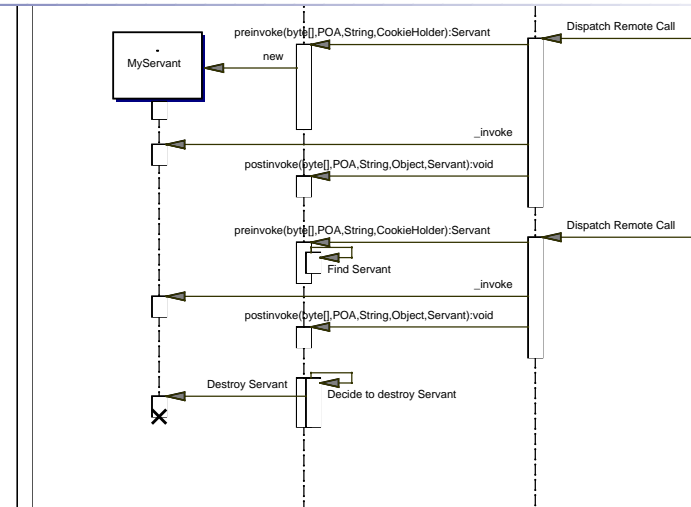 Dispatch Remote Call
preinvoke(byte[],POA,String,CookieHolder):Servant
new
MyServant
_invoke
postinvoke(byte[],POA,String,Object,Servant):void
Dispatch Remote Call
preinvoke(byte[],POA,String,CookieHolder):Servant
Find Servant
_invoke
postinvoke(byte[],POA,String,Object,Servant):void
Destroy Servant
Decide to destroy Servant